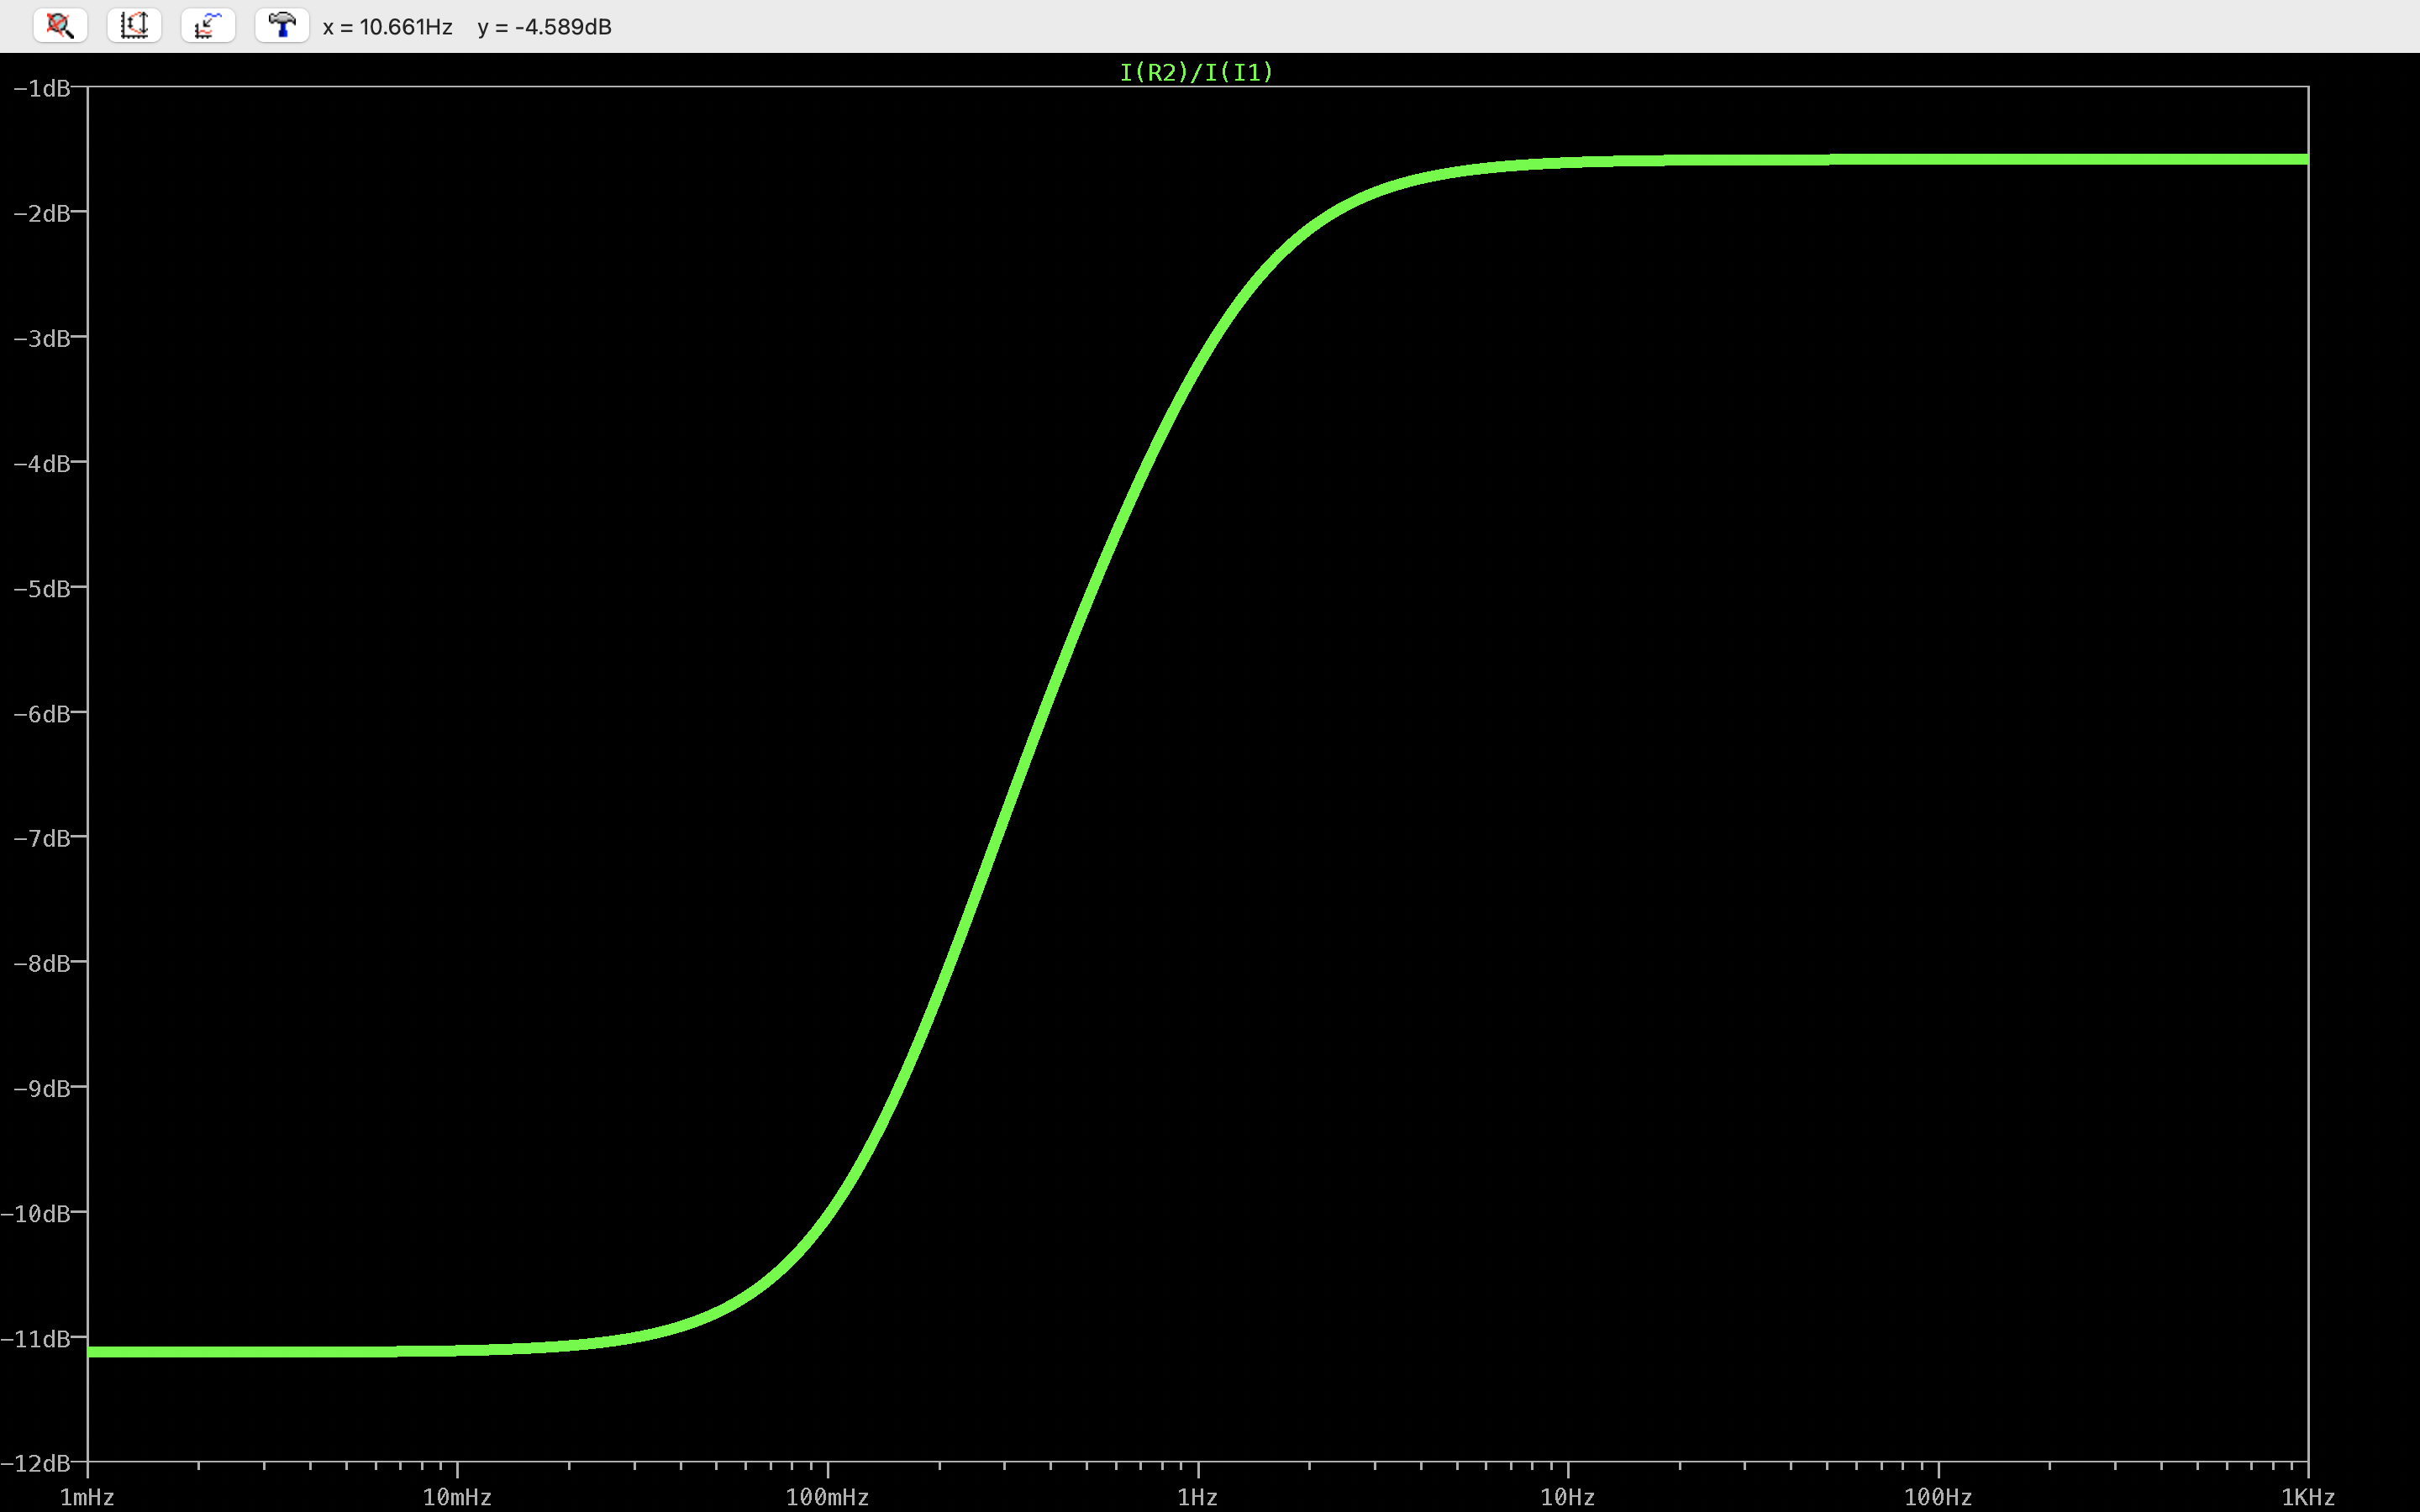 x = 10.661Hz y = -4.589dB
I(R2)/I(I1)
-1dB
-2dB
-3dB
-4dB
-5dB
-6dB
-7dB
-8dB
-9dB
-10dB
-11dB
-12dB
1mHz 10mHz 100mHz 1Hz 10Hz 100Hz 1KHz